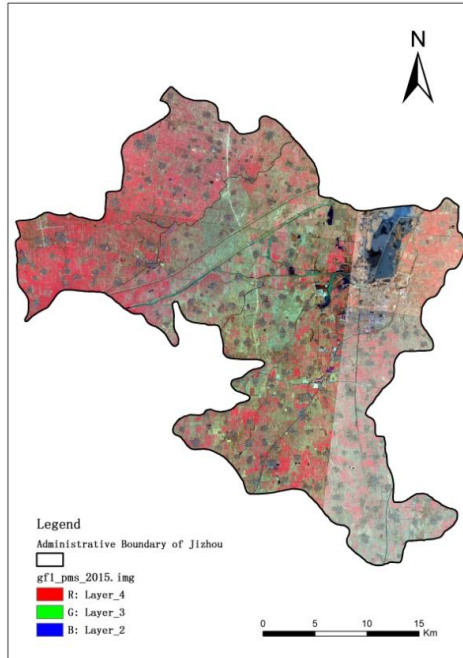 N
Legend
Administrative Boundary of Jizhou
gf1_pms_2015.img
R: Layer_4
G: Layer_3
B: Layer_2
0 5 10 15
Km